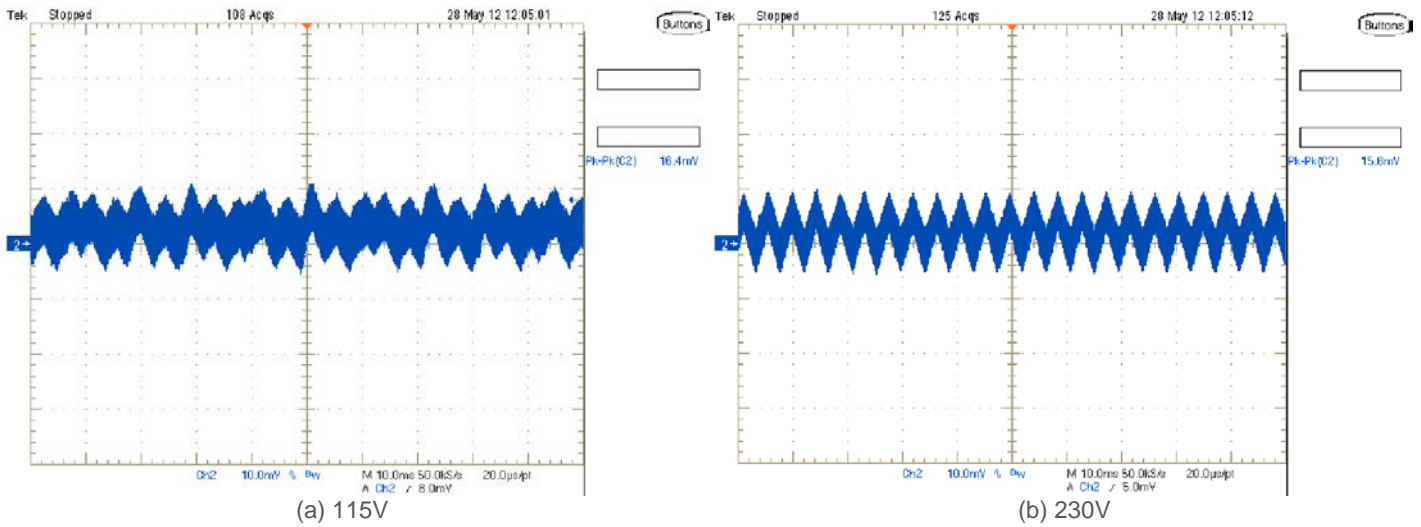 Tek Stopped 108 Acqs 28 May 12 12:05:01
Buttons
Pk-Pk(C2) 16.4mV
2
Ch2 10.0mV % Bw M 10.0ms 50.0kS/s 20.0µs/pt
A Ch2 ∕ 8.0mV
(a) 115V
Tek Stopped 125 Acqs 28 May 12 12:05:12
Buttons
Pk-Pk(C2) 15.6mV
2
Ch2 10.0mV % Bw M 10.0ms 50.0kS/s 20.0µs/pt
A Ch2 ∕ 5.0mV
(b) 230V